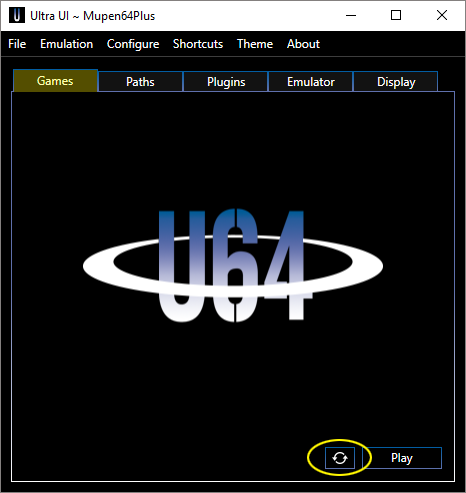 Ultra UI ~ Mupen64Plus
File Emulation Configure Shortcuts Theme About
Games Paths Plugins Emulator Display
U64
Play